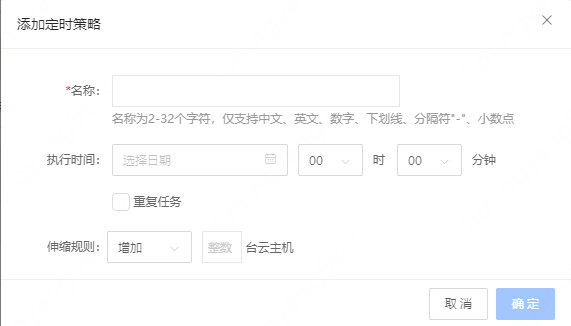 添加定时策略
*名称:
名称为2-32个字符，仅支持中文、英文、数字、下划线、分隔符"-"、小数点
执行时间: 选择日期 00 时 00 分钟
重复任务
伸缩规则: 增加 整数 台云主机
取消 确定